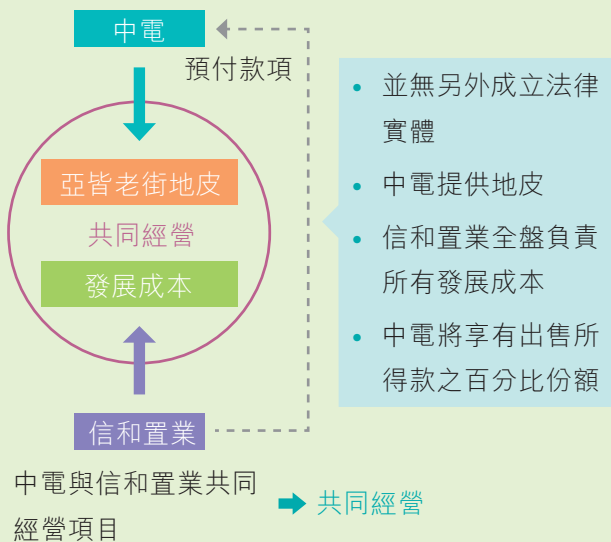 中電
預付款項
亞皆老街地皮
共同經營
發展成本
信和置業
• 並無另外成立法律
實體
• 中電提供地皮
• 信和置業全盤負責
所有發展成本
• 中電將享有出售所
得款之百分比份額
中電與信和置業共同
經營項目
共同經營